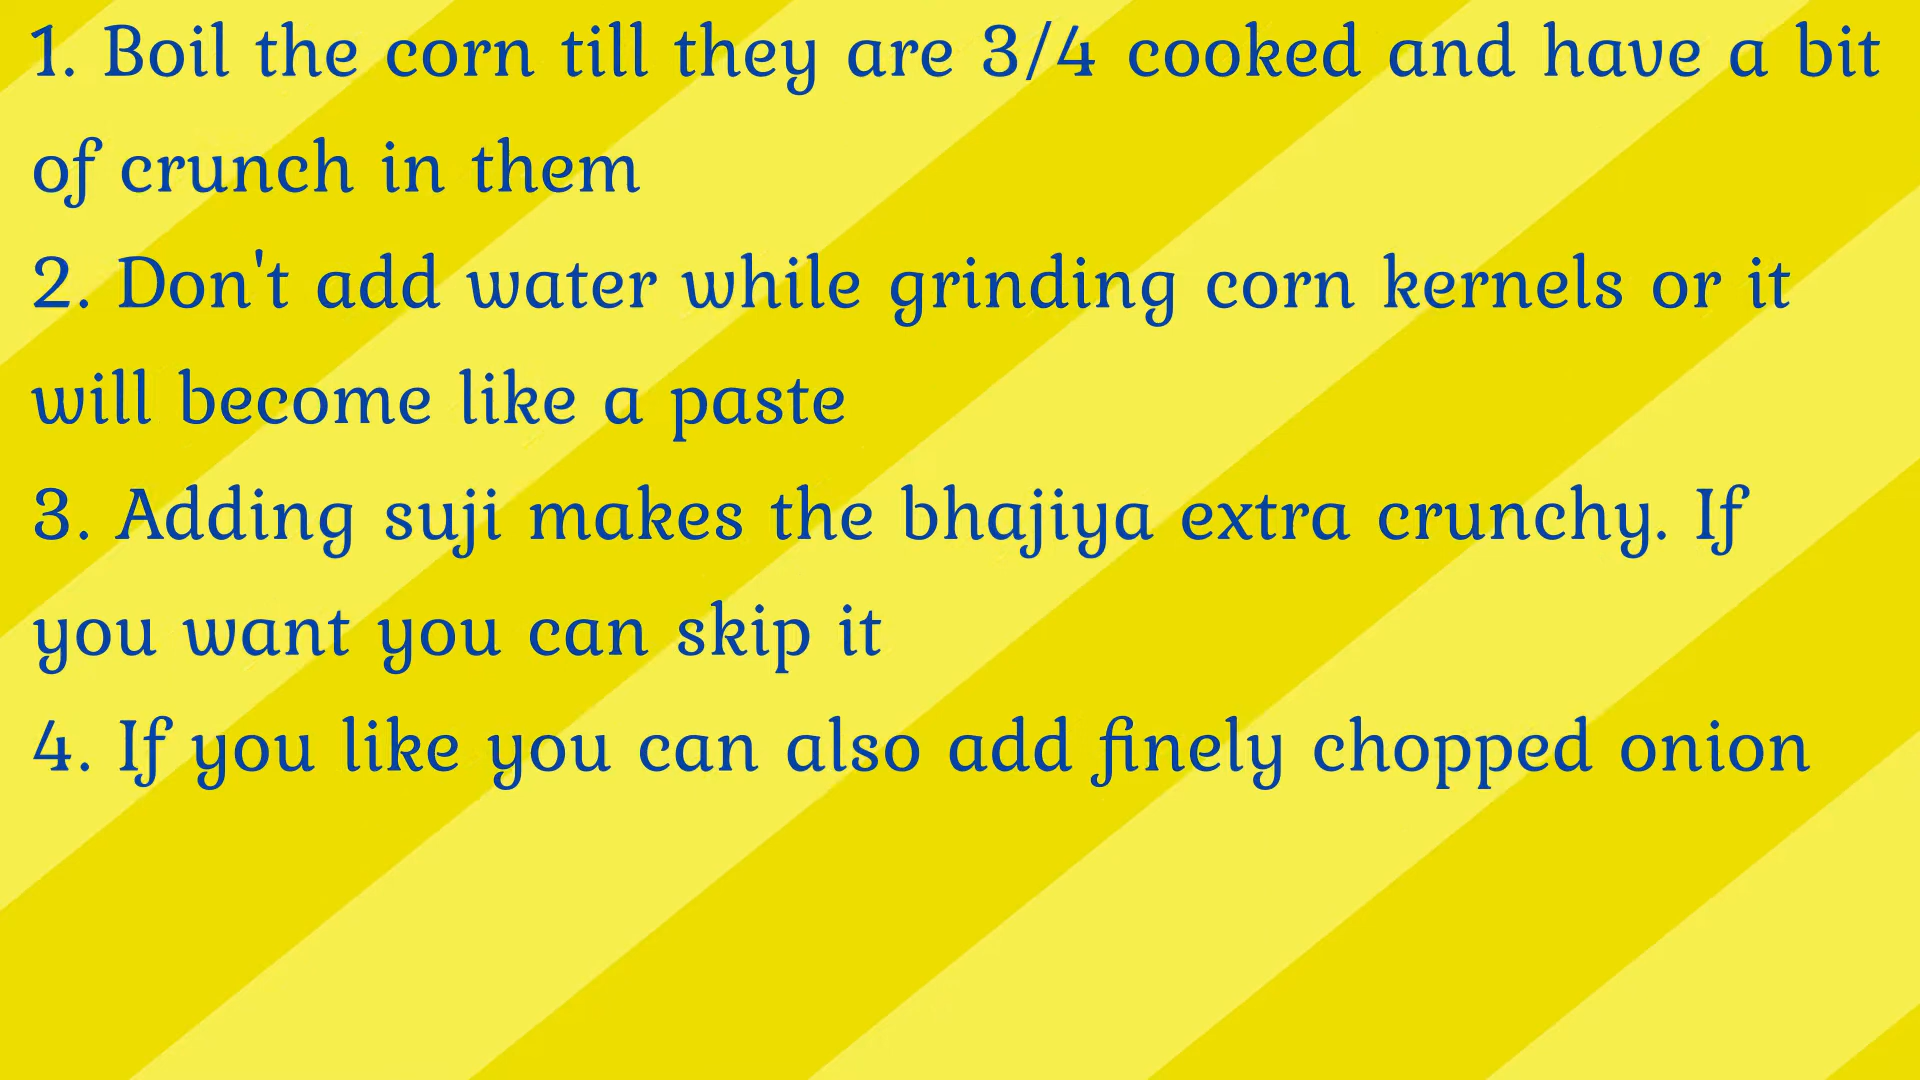 1. Boil the corn till they are 3/4 cooked and have a bit
of crunch in them
2. Don't add water while grinding corn kernels or it
will become like a paste
3. Adding suji makes the bhajiya extra crunchy. If
you want you can skip it
4. If you like you can also add finely chopped onion